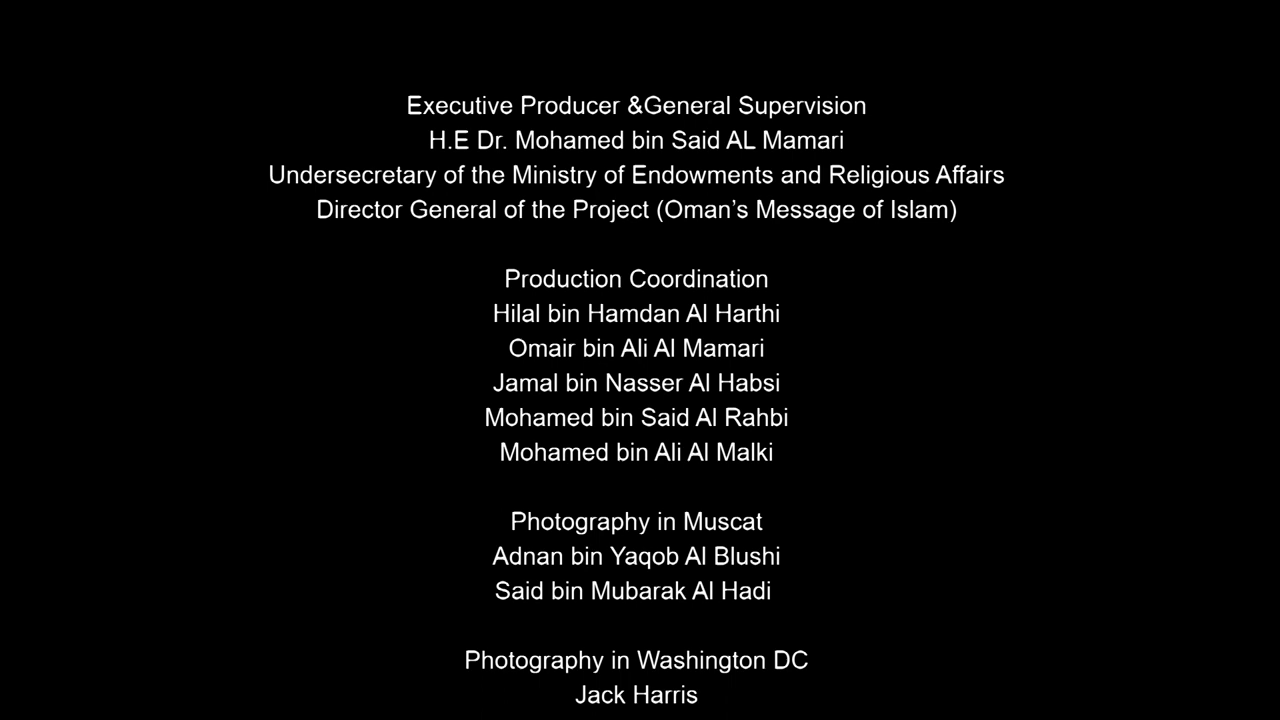 Executive Producer &General Supervision
H.E Dr. Mohamed bin Said AL Mamari
Undersecretary of the Ministry of Endowments and Religious Affairs
Director General of the Project (Oman’s Message of Islam)
Production Coordination
Hilal bin Hamdan Al Harthi
Omair bin Ali Al Mamari
Jamal bin Nasser Al Habsi
Mohamed bin Said Al Rahbi
Mohamed bin Ali Al Malki
Photography in Muscat
Adnan bin Yaqob Al Blushi
Said bin Mubarak Al Hadi
Photography in Washington DC
Jack Harris